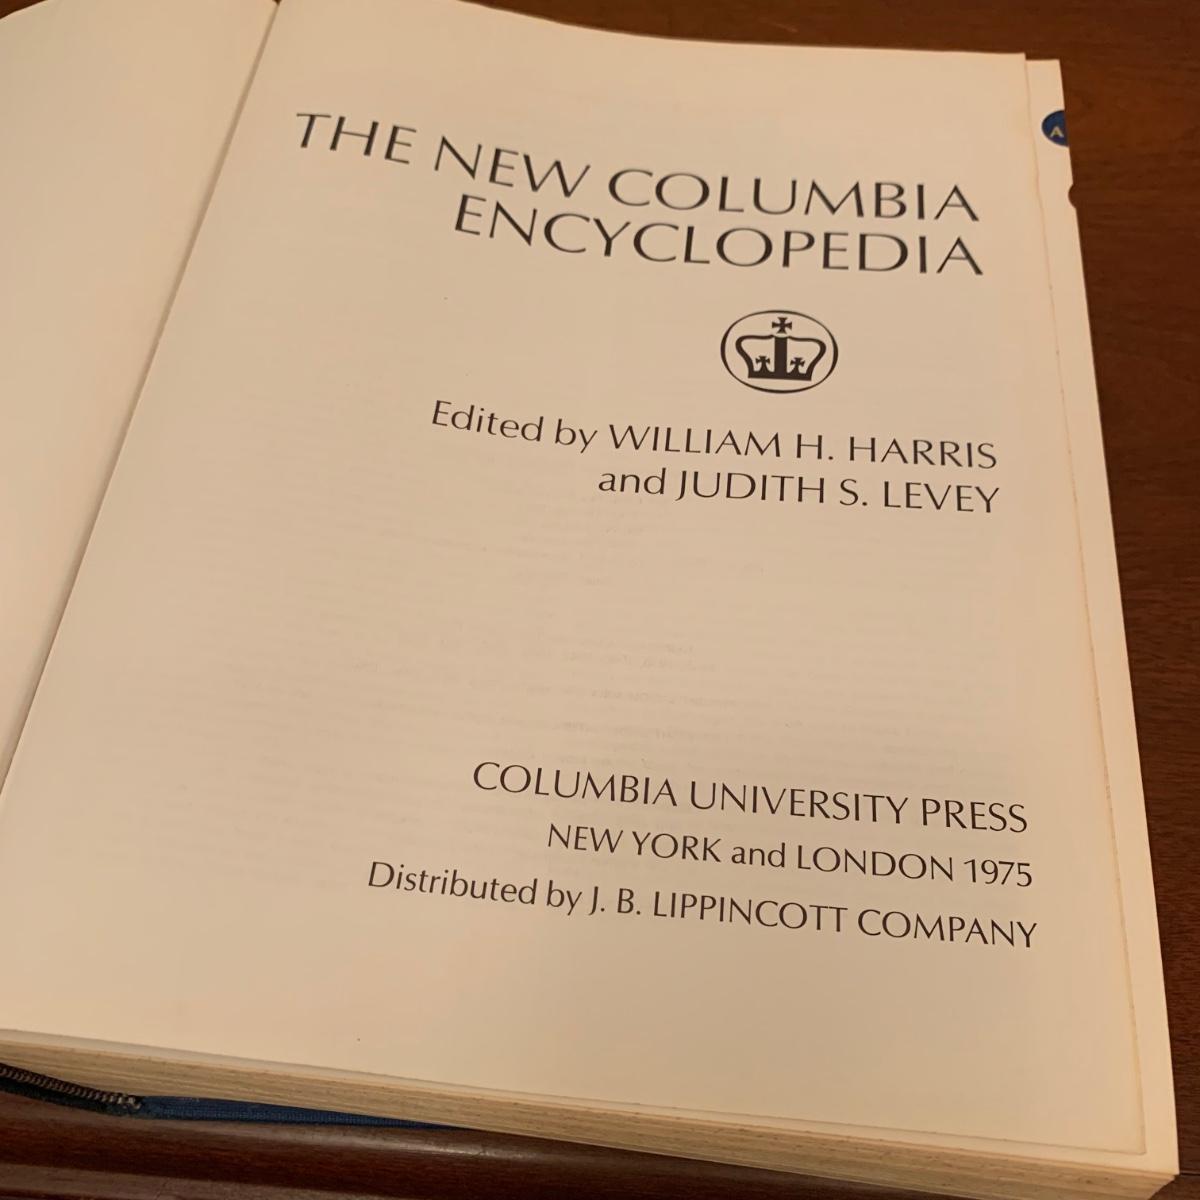 THE NEW COLUMBIA
ENCYCLOPEDIA
Edited by WILLIAM H. HARRIS
and JUDITH S. LEVEY
COLUMBIA UNIVERSITY PRESS
NEW YORK and LONDON 1975
Distributed by J. B. LIPPINCOTT COMPANY
A